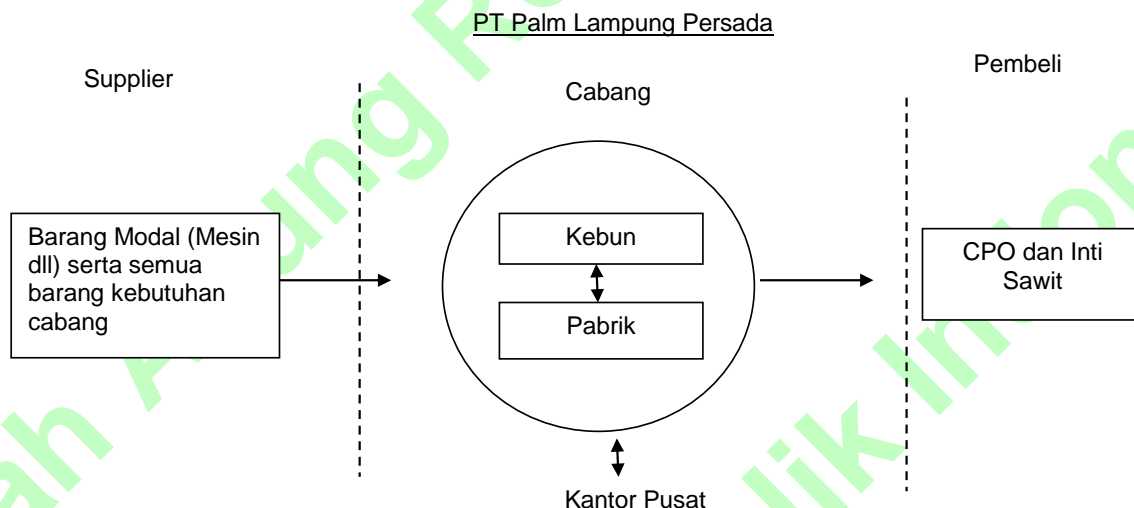 PT Palm Lampung Persada
Supplier
Cabang
Pembeli
Barang Modal (Mesin
dll) serta semua
barang kebutuhan
cabang
Kebun
Pabrik
CPO dan Inti
Sawit
Kantor Pusat